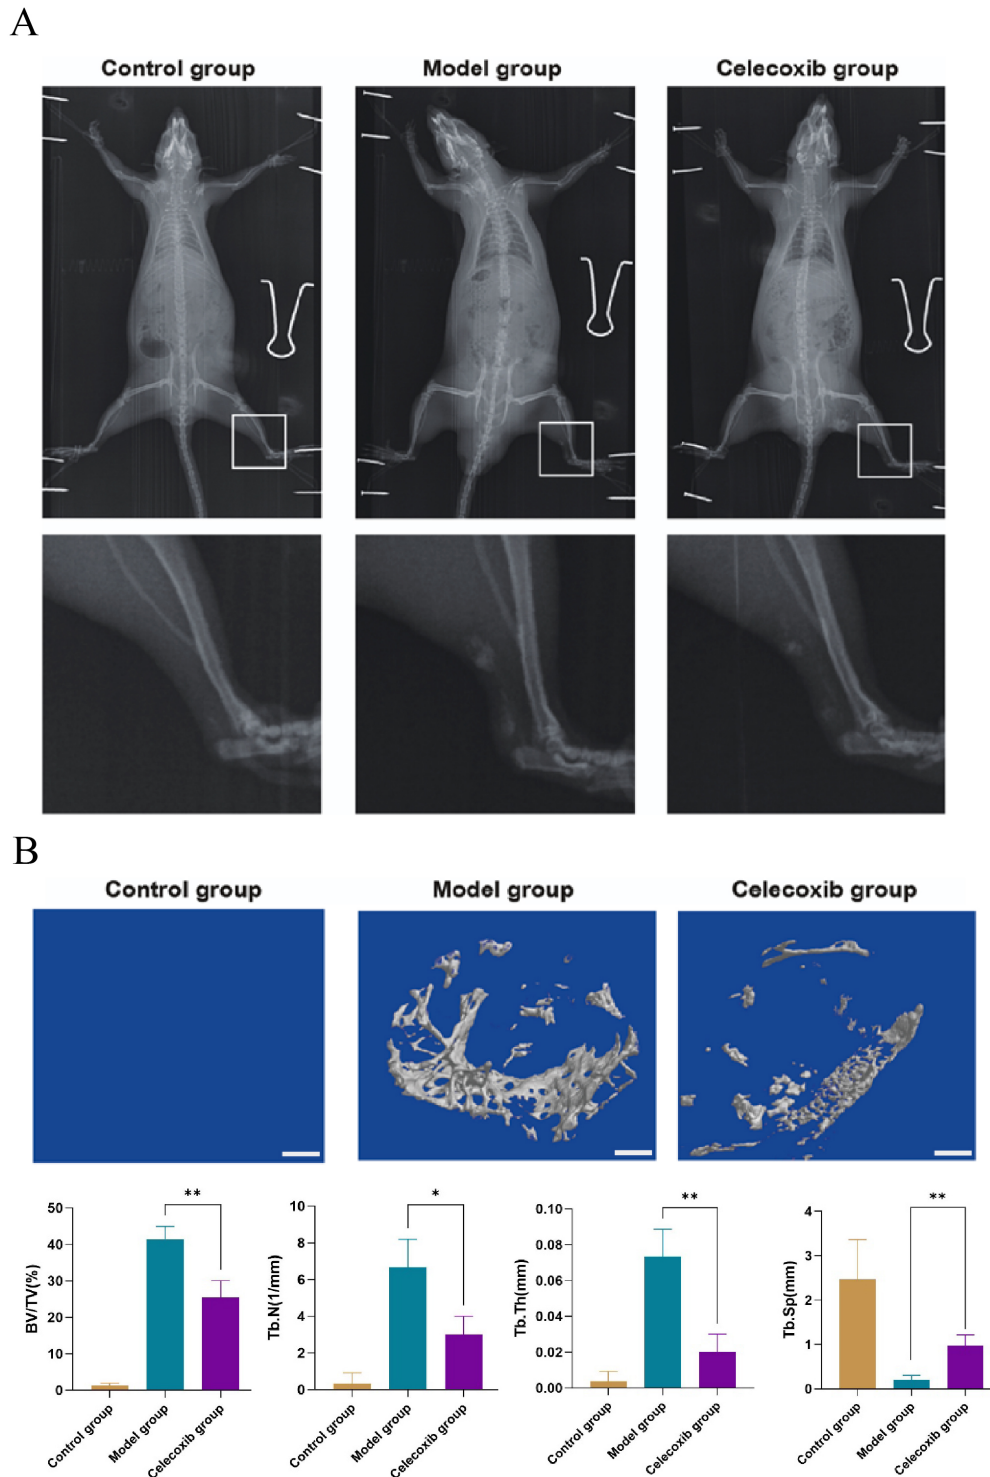 A
Control group Model group Celecoxib group
B
Control group Model group Celecoxib group
**
50
40
30
20
10
0
BV/TV(%)
Control group
Model group
Celecoxib group
*
10
8
6
4
2
0
Tb.N(1/mm)
Control group
Model group
Celecoxib group
**
0.10
0.08
0.06
0.04
0.02
0.00
Tb.Th(mm)
Control group
Model group
Celecoxib group
**
4
3
2
1
0
Tb.Sp(mm)
Control group
Model group
Celecoxib group